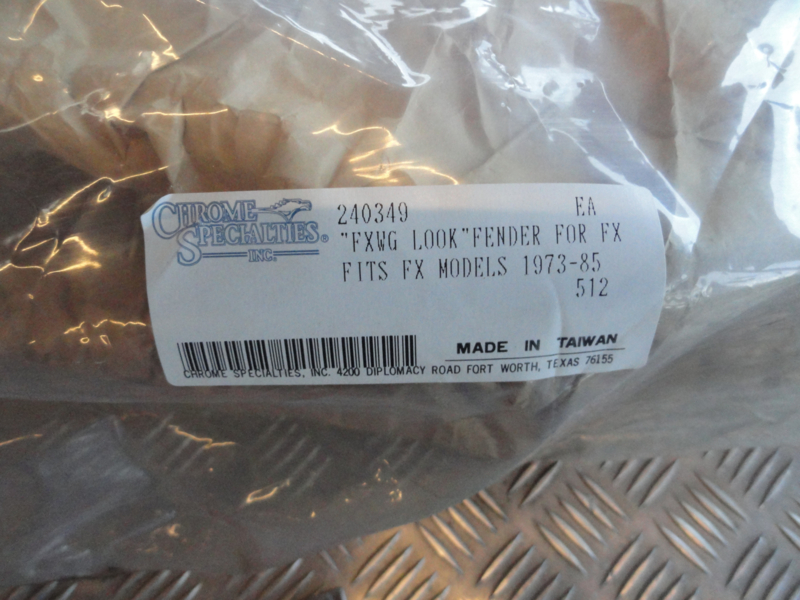 CHROME SPECIALTIES® INC.
240349 EA
"FXWG LOOK"FENDER FOR FX
FITS FX MODELS 1973-85
512
MADE IN TAIWAN
CHROME SPECIALTIES, INC. 4200 DIPLOMACY ROAD FORT WORTH, TEXAS 76155